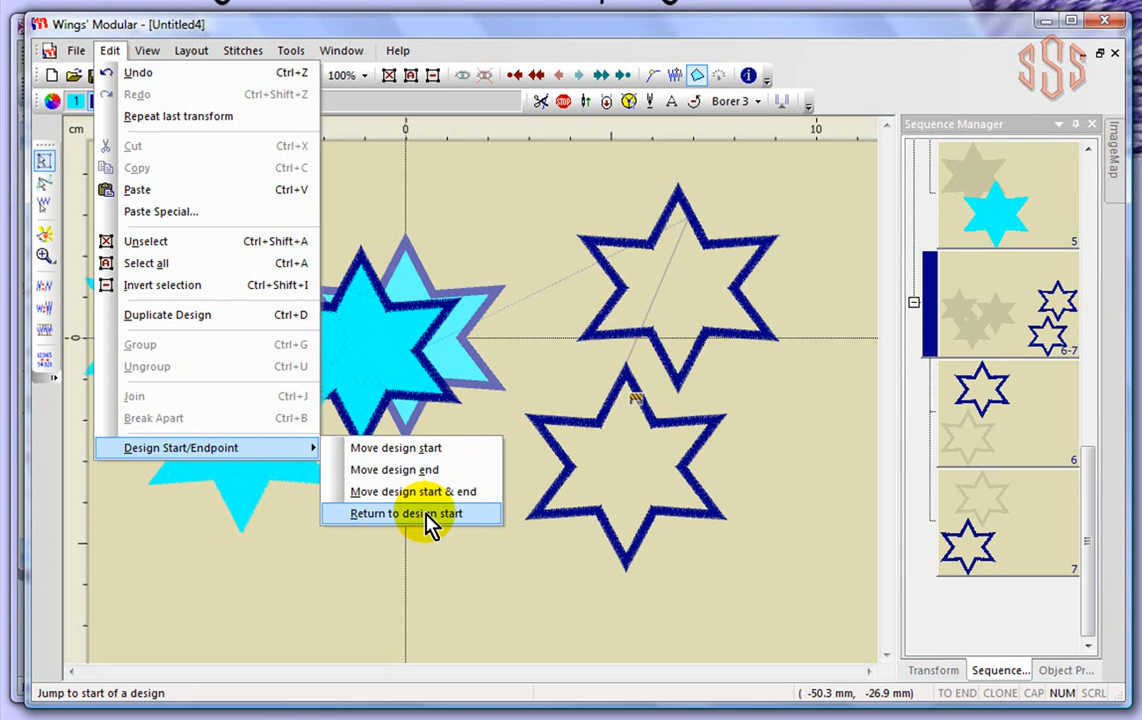 Wings' Modular - [Untitled4]
File Edit View Layout Stitches Tools Window Help
100%
1
Borer 3
cm
0
10
0
Undo Ctrl+Z
Redo Ctrl+Shift+Z
Repeat last transform
Cut Ctrl+X
Copy Ctrl+C
Paste Ctrl+V
Paste Special...
Unselect Ctrl+Shift+A
Select all Ctrl+A
Invert selection Ctrl+Shift+I
Duplicate Design Ctrl+D
Group Ctrl+G
Ungroup Ctrl+U
Join Ctrl+J
Break Apart Ctrl+B
Design Start/Endpoint
Move design start
Move design end
Move design start & end
Return to design start
SSS
Sequence Manager
ImageMap
5
6-7
6
7
Transform Sequence... Object Pr...
Jump to start of a design
( -50.3 mm, -26.9 mm) TO END CLONE CAP NUM SCRL